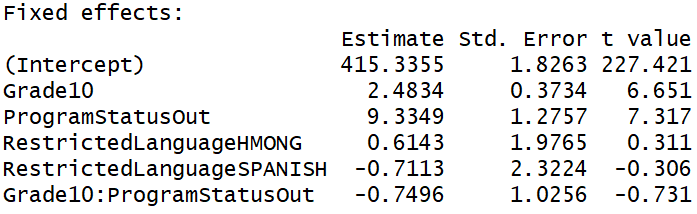 Fixed effects:
Estimate Std. Error t value
(Intercept) 415.3355 1.8263 227.421
Grade10 2.4834 0.3734 6.651
ProgramStatusOut 9.3349 1.2757 7.317
RestrictedLanguageHMONG 0.6143 1.9765 0.311
RestrictedLanguageSPANISH -0.7113 2.3224 -0.306
Grade10:ProgramStatusOut -0.7496 1.0256 -0.731